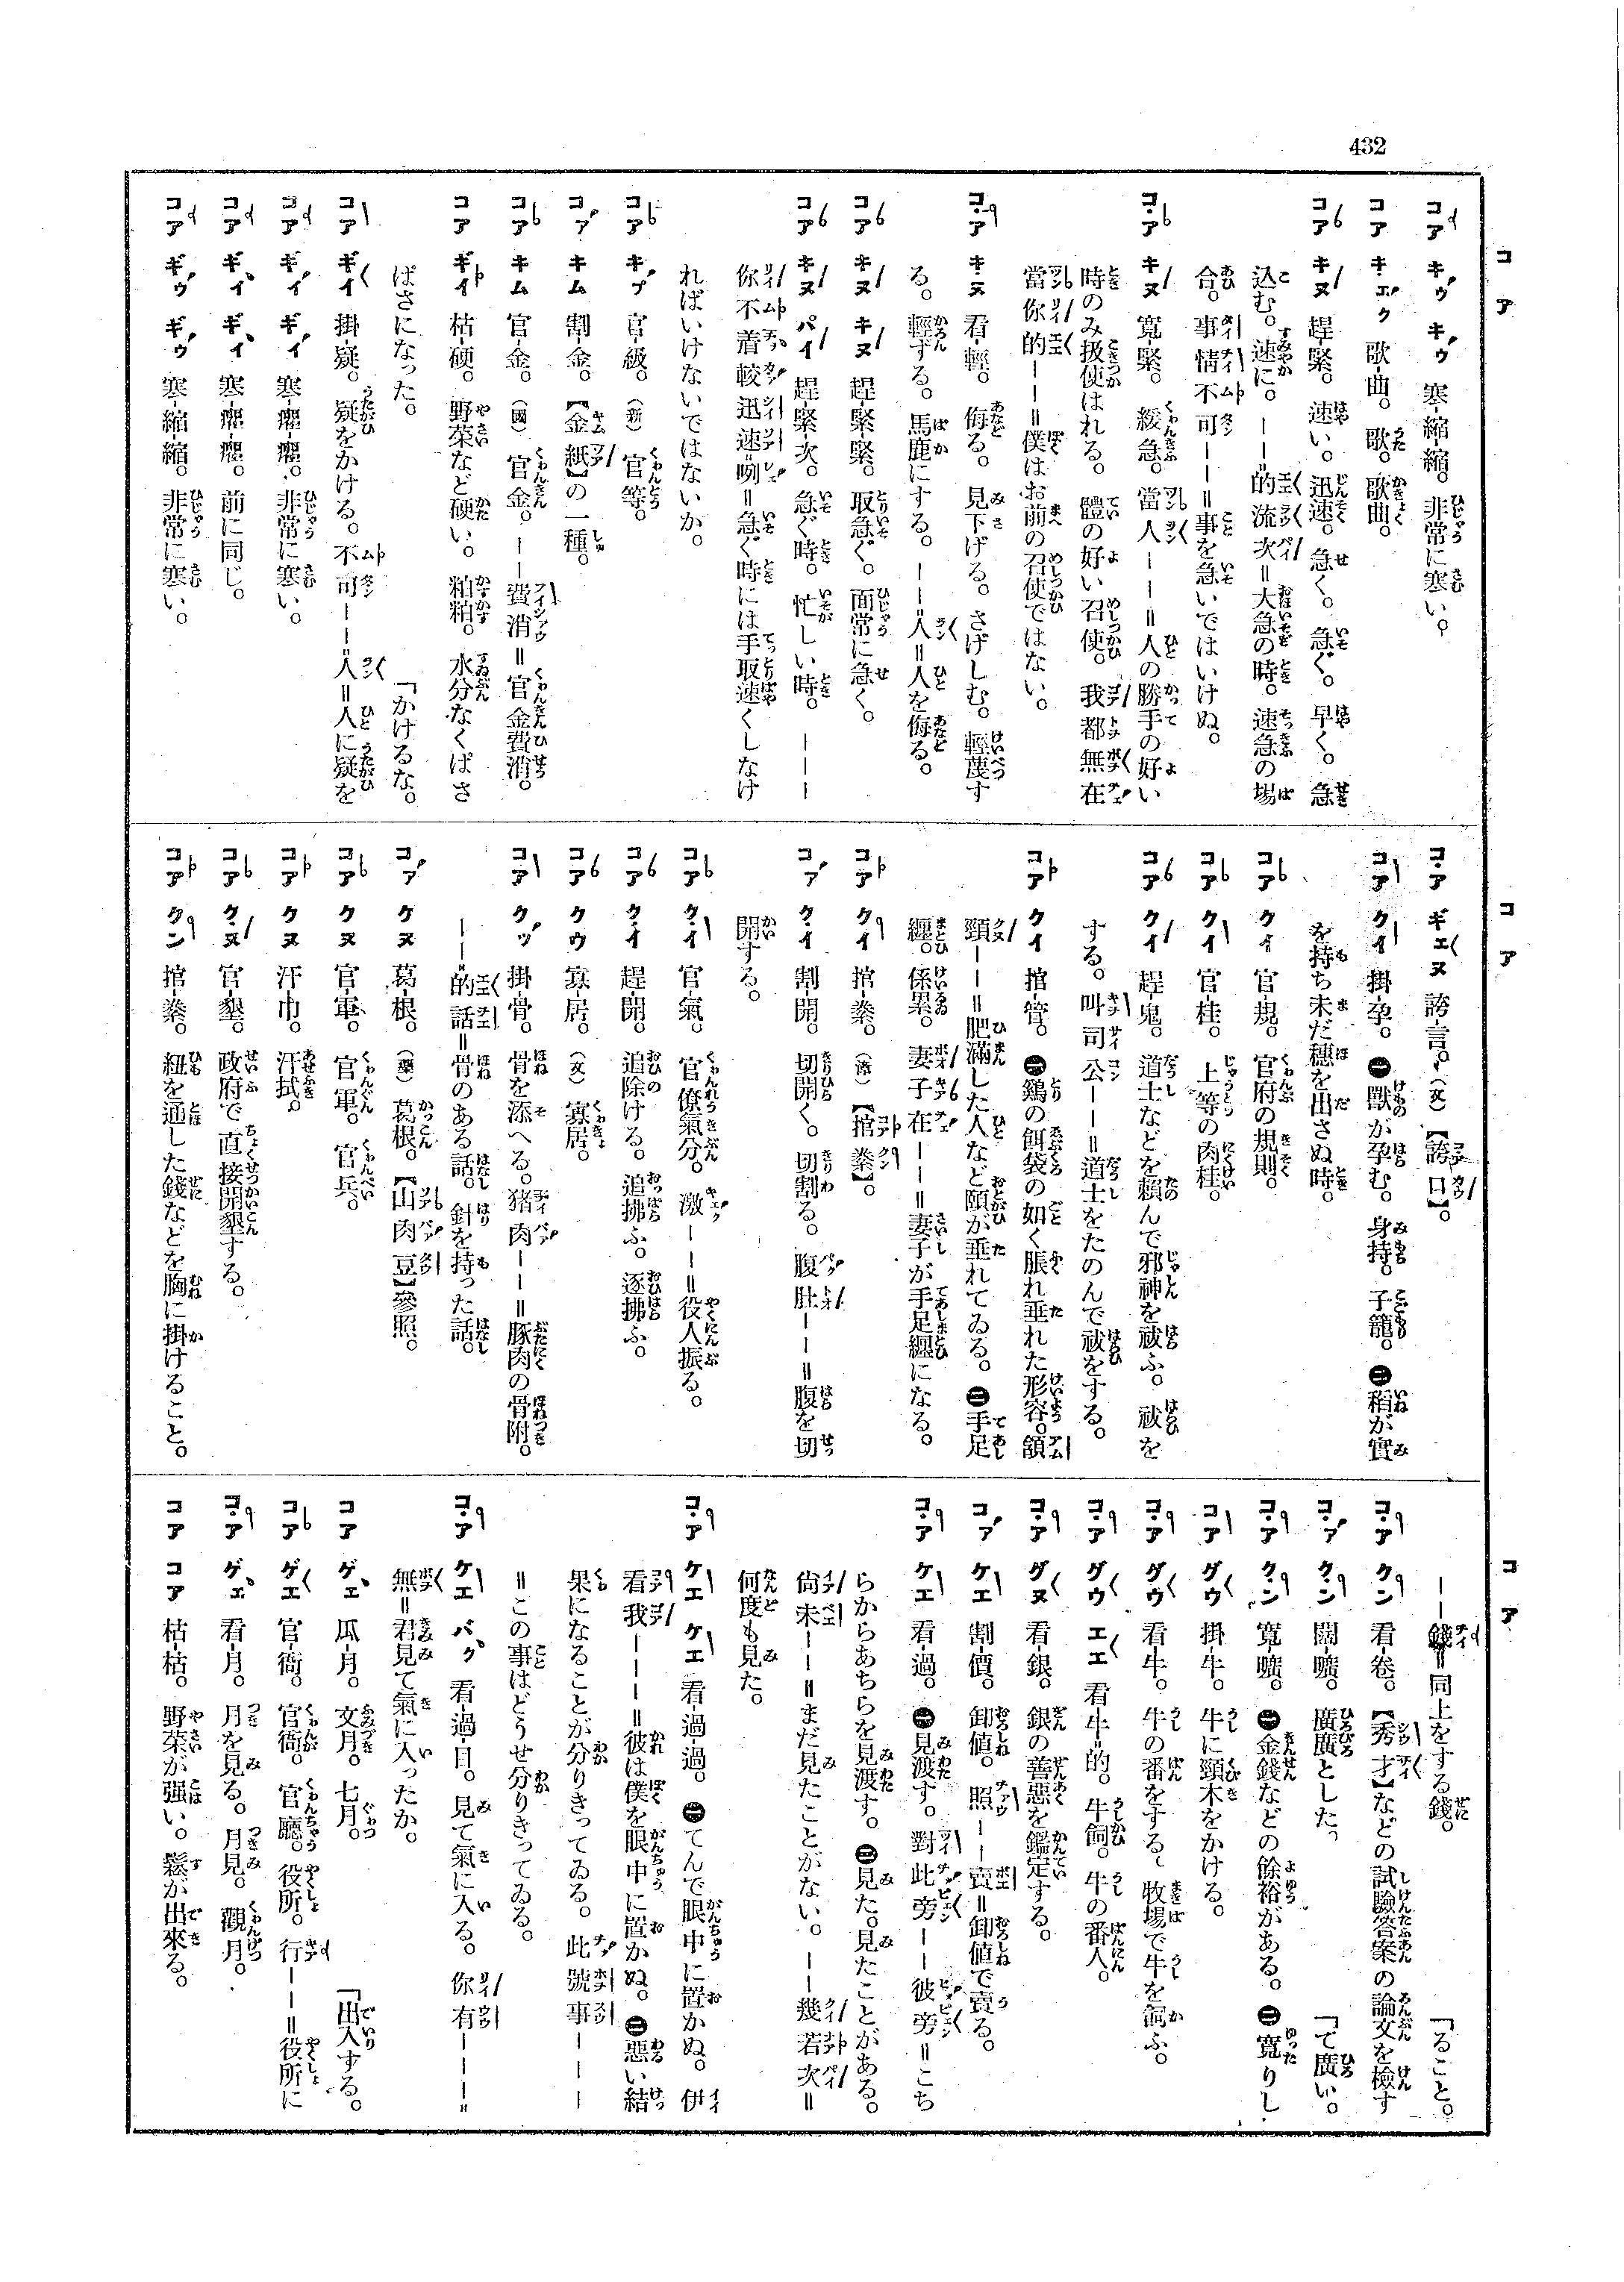 432
コア
コア キウ キウ 寒-縮-縮。非常に寒い。
コア キェク 歌-曲。歌。歌曲。
コア キヌ 趕-緊。速い。迅速。急く。急ぐ。早く。急
込む。速に。——=的流次=大急の時。速急の場
合。事情不可——=事を急いではいけぬ。
コア キヌ 寬-緊。緩急。當人——=人の勝手の好い
時のみ扱使はれる。體の好い召使。我都無在
當你的——=僕はお前の召使ではない。
コア キヌ 看-輕。侮る。見下げる。さげしむ。輕蔑す
る。輕ずる。馬鹿にする。——=人=人を侮る。
コア キヌ キヌ 趕-緊-緊。取急ぐ。面常に急く。
コア キヌ パイ 趕-緊-次。急ぐ時。忙しい時。———
你不着較迅速=咧=急ぐ時には手取速くしなけ
ればいけないではないか。
コア キプ 官-級。(新)官等。
コア キム 割-金。【金紙】の一種。
コア キム 官-金。(國)官金。——費消=官金費消。
コア ギイ 枯-硬。野菜など硬い。粕粕。水分なくぱさ
ぱさになった。
「かけるな。
コア ギイ 掛-疑。疑をかける。不可——=人=人に疑を
コア ギイ ギイ 寒-癯-癯。非常に寒い。
コア ギイ ギイ 寒-癯-癯。前に同じ。
コア ギウ ギウ 寒-縮-縮。非常に寒い。
コア
コア ギェヌ 誇-言。(文)【誇口】。
コア クイ 掛-孕。㊀獸が孕む。身持。子籠。㊁稻が實
を持ち未だ穗を出さぬ時。
コア クイ 官-規。官府の規則。
コア クイ 官-桂。上等の肉桂。
コア クイ 趕-鬼。道士などを賴んで邪神を祓ふ。祓を
する。叫司公——=道士をたのんで祓をする。
コア クイ 捾-管。㊀鷄の餌袋の如く脹れ垂れた形容。頷
頸——=肥滿した人など頤が垂れてゐる。㊁手足
纒。係累。妻子在——=妻子が手足纒になる。
コア クイ 捾-絭。(漆)【捾絭】。
コア クイ 割-開。切開く。切割る。腹肚——=腹を切
開する。
コア クイ 官-氣。官僚氣分。激——=役人振る。
コア クイ 趕-開。追除ける。追拂ふ。逐拂ふ。
コア クウ 寡-居。(文)寡居。
コア クッ 掛-骨。骨を添へる。猪肉——=豚肉の骨附。
——=的話=骨のある話。針を持った話。
コア クヌ 葛-根。(藥)葛根。【山肉豆】參照。
コア クヌ 官-軍。官軍。官兵。
コア クヌ 汗-巾。汗拭。
コア クヌ 官-墾。政府で直接開墾する。
コア クン 捾-絭。紐を通した錢などを胸に掛けること。
コア
——錢=同上をする錢。
「ること。
コア クン 看-卷。【秀才】などの試驗答案の論文を檢す
コア クン 闊-曠。廣廣とした。
「て廣い。
コア クン 寬-曠。㊀金錢などの餘裕がある。㊁寬りし
コア グウ 掛-牛。牛に頸木をかける。
コア グウ 看-牛。牛の番をする、牧場で牛を飼ふ。
コア グウ エエ 看-牛=的。牛飼。牛の番人。
コア グヌ 看-銀。銀の善惡を鑑定する。
コア ケエ 割-價。卸値。照——賣=卸値で賣る。
コア ケエ 看-過。㊀見渡す。對此旁——彼旁=こち
らからあちらを見渡す。㊁見た。見たことがある。
尙未——=まだ見たことがない。——幾若次=
何度も見た。
コア ケエ ケエ 看-過-過。㊀てんで眼中に置かぬ。伊
看我———=彼は僕を眼中に置かぬ。㊁惡い結
果になることが分りきってゐる。此號事———
=この事はどうせ分りきってゐる。
コア ケエ バク 看-過-目。見て氣に入る。你有———=
無=君見て氣に入ったか。
コア ゲェ 瓜-月。文月。七月。
「出入する。
コア ゲエ 官-衙。官衙。官廳。役所。行——=役所に
コア ゲェ 看-月。月を見る。月見。觀月。
コア コア 枯-枯。野菜が强い。鬆が出來る。